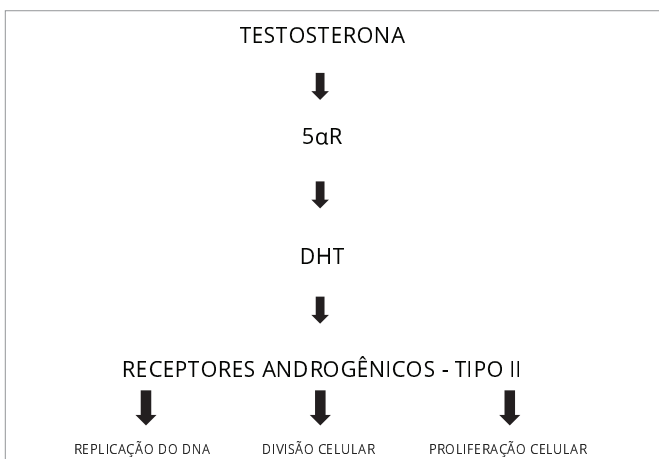 TESTOSTERONA
5αR
DHT
RECEPTORES ANDROGÊNICOS - TIPO II
REPLICAÇÃO DO DNA DIVISÃO CELULAR PROLIFERAÇÃO CELULAR